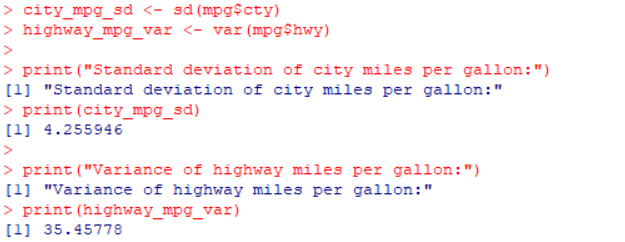 > city_mpg_sd <- sd(mpg$cty)
> highway_mpg_var <- var(mpg$hwy)
>
> print("Standard deviation of city miles per gallon:")
[1] "Standard deviation of city miles per gallon:"
> print(city_mpg_sd)
[1] 4.255946
>
> print("Variance of highway miles per gallon:")
[1] "Variance of highway miles per gallon:"
> print(highway_mpg_var)
[1] 35.45778